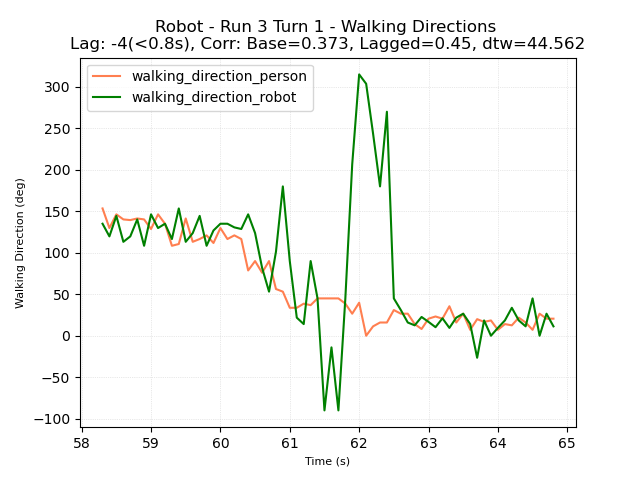 Robot - Run 3 Turn 1 - Walking Directions
Lag: -4(<0.8s), Corr: Base=0.373, Lagged=0.45, dtw=44.562
walking_direction_person
walking_direction_robot
300
250
200
150
100
50
0
−50
−100
Walking Direction (deg)
58 59 60 61 62 63 64 65
Time (s)